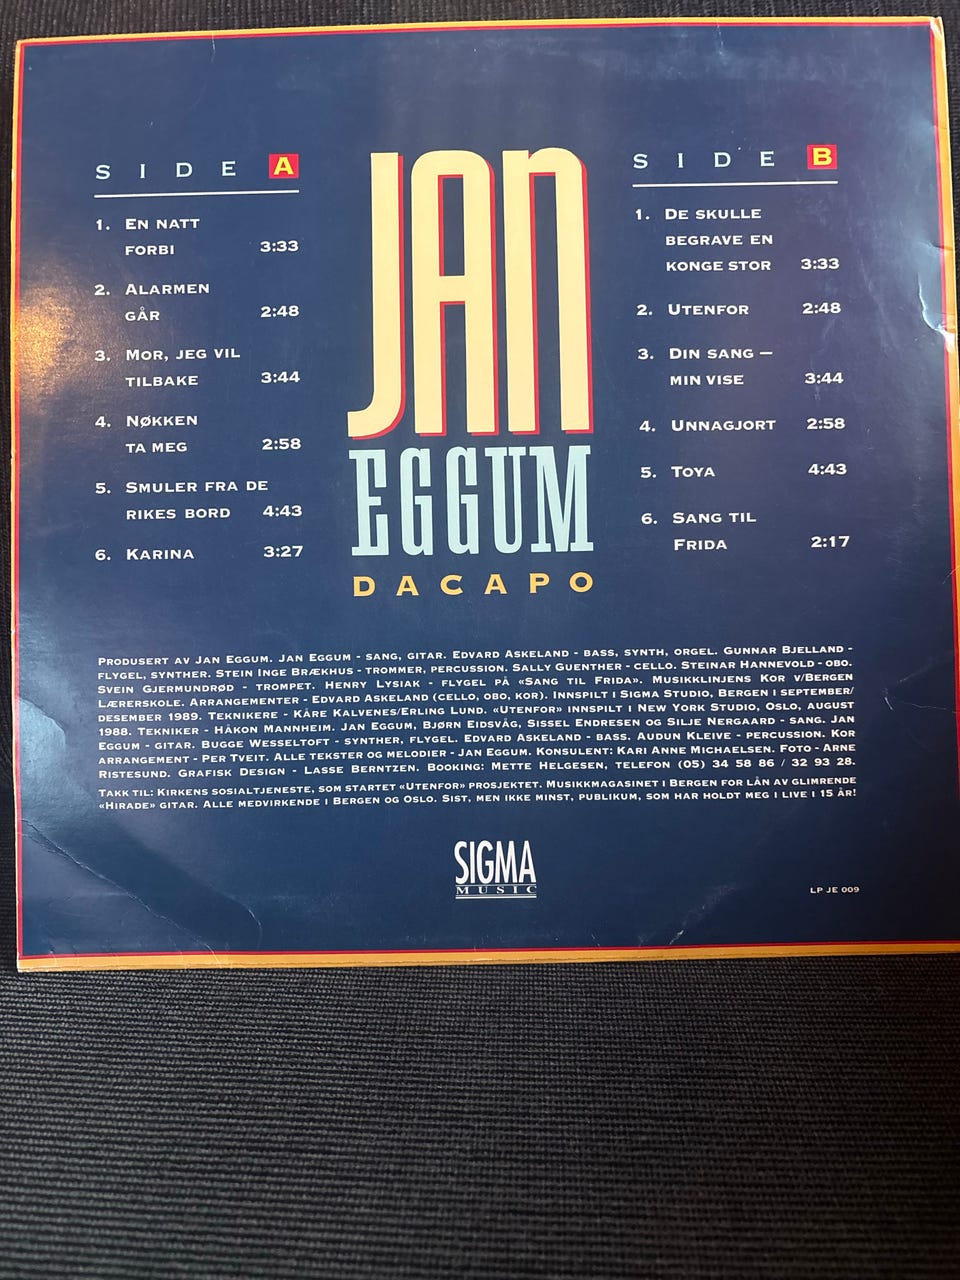 SIDE A
1. EN NATT
FORBI 3:33
2. ALARMEN
GÅR 2:48
3. MOR, JEG VIL
TILBAKE 3:44
4. NØKKEN
TA MEG 2:58
5. SMULER FRA DE
RIKES BORD 4:43
6. KARINA 3:27
JAN
EGGUM
DACAPO
SIDE B
1. DE SKULLE
BEGRAVE EN
KONGE STOR 3:33
2. UTENFOR 2:48
3. DIN SANG –
MIN VISE 3:44
4. UNNAGJORT 2:58
5. TOYA 4:43
6. SANG TIL
FRIDA 2:17
PRODUSERT AV JAN EGGUM. JAN EGGUM - SANG, GITAR. EDVARD ASKELAND - BASS, SYNTH, ORGEL. GUNNAR BJELLAND -
FLYGEL, SYNTHER. STEIN INGE BRÆKHUS - TROMMER, PERCUSSION. SALLY GUENTHER - CELLO. STEINAR HANNEVOLD - OBO.
SVEIN GJERMUNDRØD - TROMPET. HENRY LYSIAK - FLYGEL PÅ «SANG TIL FRIDA». MUSIKKLINJENS KOR V/BERGEN
LÆRERSKOLE. ARRANGEMENTER - EDVARD ASKELAND (CELLO, OBO, KOR). INNSPILT I SIGMA STUDIO, BERGEN I SEPTEMBER/
DESEMBER 1989. TEKNIKERE - KÅRE KALVENES/ERLING LUND. «UTENFOR» INNSPILT I NEW YORK STUDIO, OSLO, AUGUST
1988. TEKNIKER - HÅKON MANNHEIM. JAN EGGUM, BJØRN EIDSVÅG, SISSEL ENDRESEN OG SILJE NERGAARD - SANG. JAN
EGGUM - GITAR. BUGGE WESSELTOFT - SYNTHER, FLYGEL. EDVARD ASKELAND - BASS. AUDUN KLEIVE - PERCUSSION. KOR
ARRANGEMENT - PER TVEIT. ALLE TEKSTER OG MELODIER - JAN EGGUM. KONSULENT: KARI ANNE MICHAELSEN. FOTO - ARNE
RISTESUND. GRAFISK DESIGN - LASSE BERNTZEN. BOOKING: METTE HELGESEN, TELEFON (05) 34 58 86 / 32 93 28.
TAKK TIL: KIRKENS SOSIALTJENESTE, SOM STARTET «UTENFOR» PROSJEKTET. MUSIKKMAGASINET I BERGEN FOR LÅN AV GLIMRENDE
«HIRADE» GITAR. ALLE MEDVIRKENDE I BERGEN OG OSLO. SIST, MEN IKKE MINST, PUBLIKUM, SOM HAR HOLDT MEG I LIVE I 15 ÅR!
SIGMA
MUSIC
LP JE 009